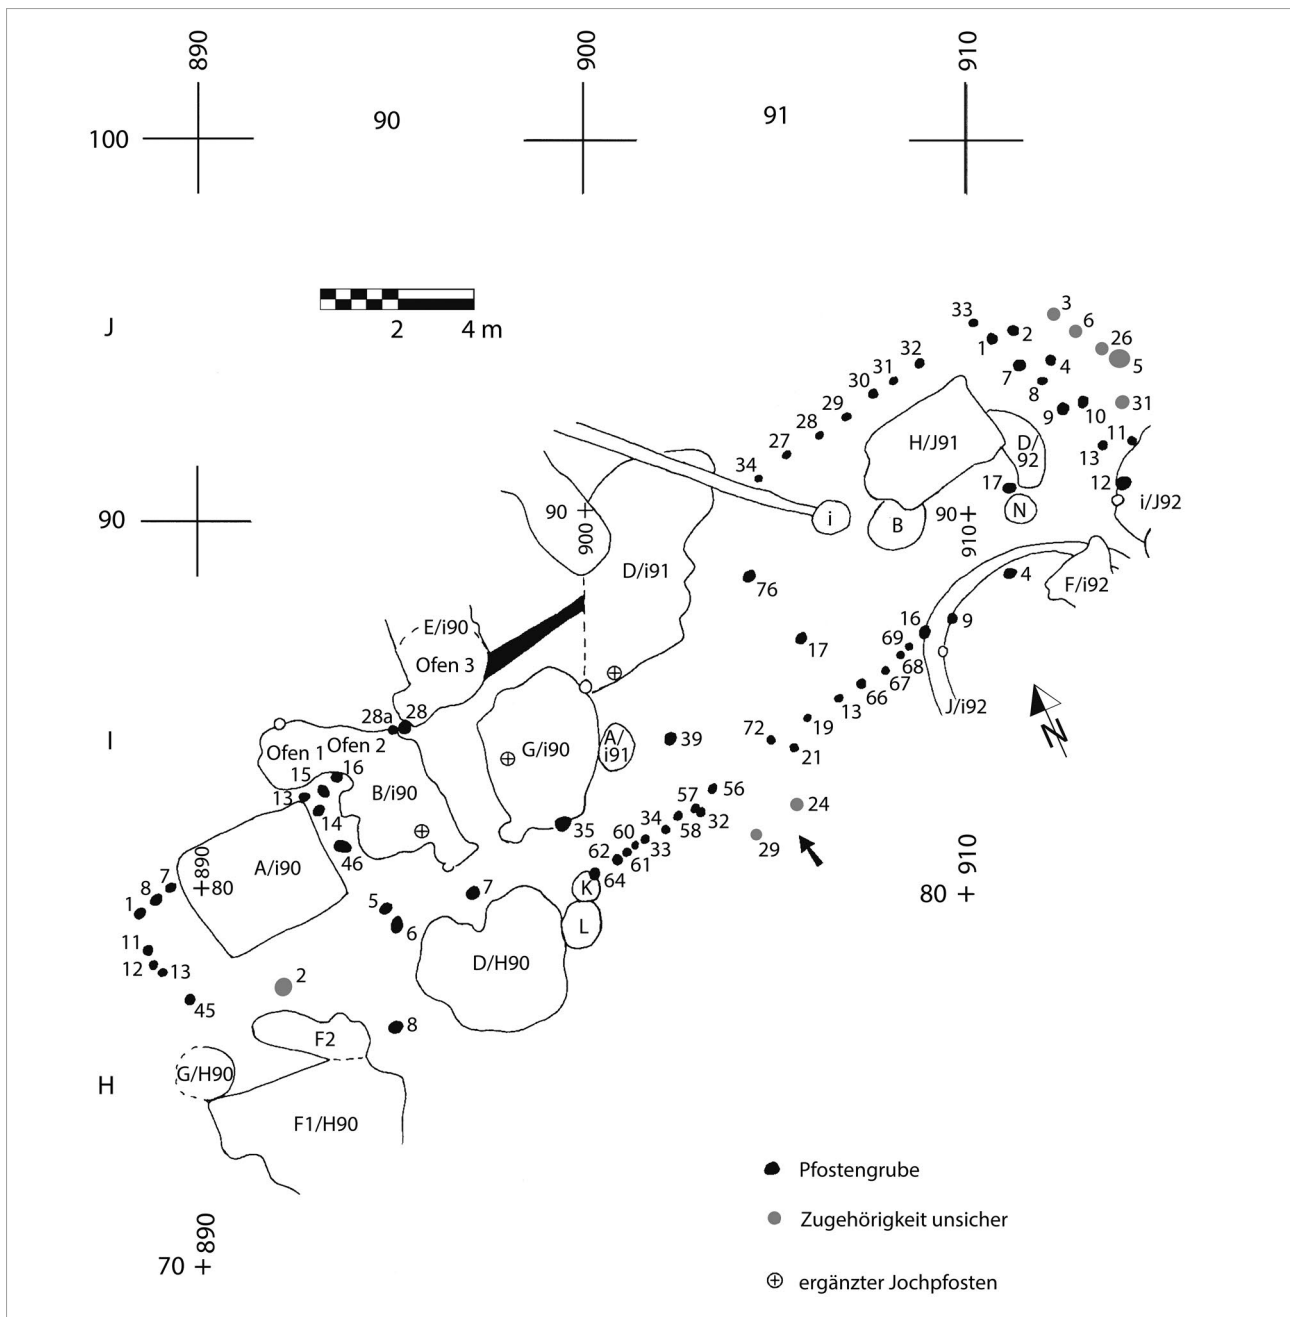 890
900
910
90
91
100
2
4 m
J
33
3
6
1
2
26
5
32
31
30
7
4
8
31
29
9
10
28
H/J91
D/
92
11
27
13
34
17
12
i/J92
90
90
900
i
B
90
910
N
D/i91
76
4
F/i92
E/i90
Ofen 3
16
9
17
69
68
67
66
J/i92
N
28a
28
13
19
I
Ofen 1
Ofen 2
G/i90
A/
i91
39
72
21
15
16
13
B/i90
56
57
32
24
14
35
34
58
60
33
29
46
62
61
A/i90
890
80
64
910
80
7
8
1
5
7
K
6
L
11
12
13
D/H90
2
45
8
F2
G/H90
H
F1/H90
Pfostengrube
Zugehörigkeit unsicher
890
70
ergänzter Jochpfosten